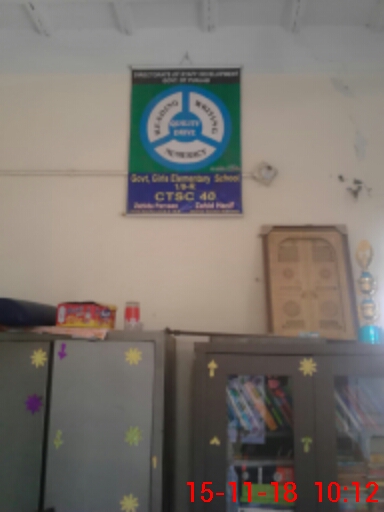 DIRECTORATE OF STAFF DEVELOPMENT
GOVT. OF PUNJAB
READING
WRITING
QUALITY
DRIVE
NUMERACY
Govt. Girls Elementary School
CTSC 40
Zahid Hanif
15-11-18 10:12